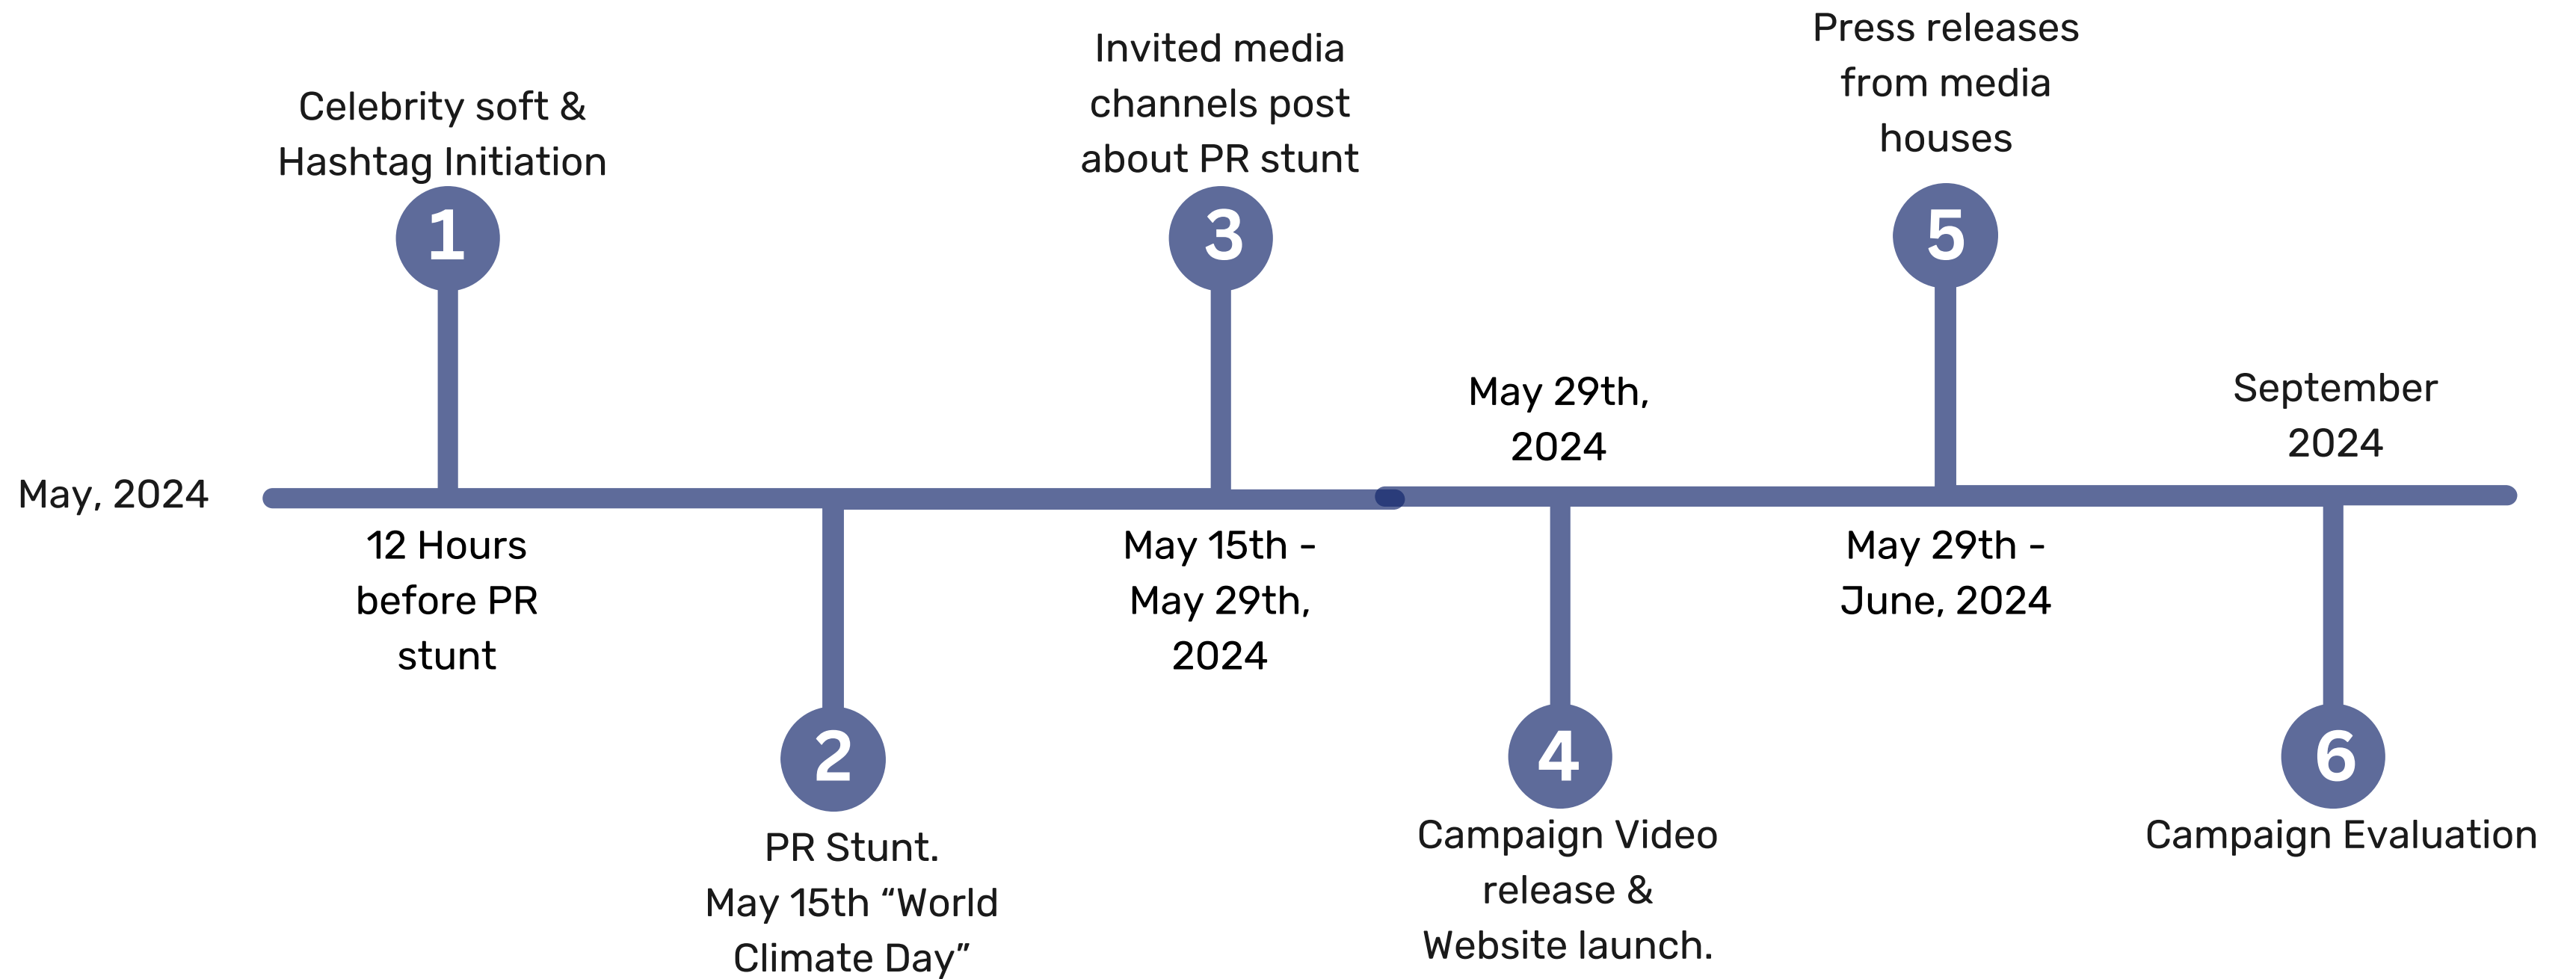 May, 2024
Celebrity soft &
Hashtag Initiation
1
12 Hours
before PR
stunt
2
PR Stunt.
May 15th “World
Climate Day”
Invited media
channels post
about PR stunt
3
May 15th -
May 29th,
2024
May 29th,
2024
4
Campaign Video
release &
Website launch.
Press releases
from media
houses
5
May 29th -
June, 2024
September
2024
6
Campaign Evaluation